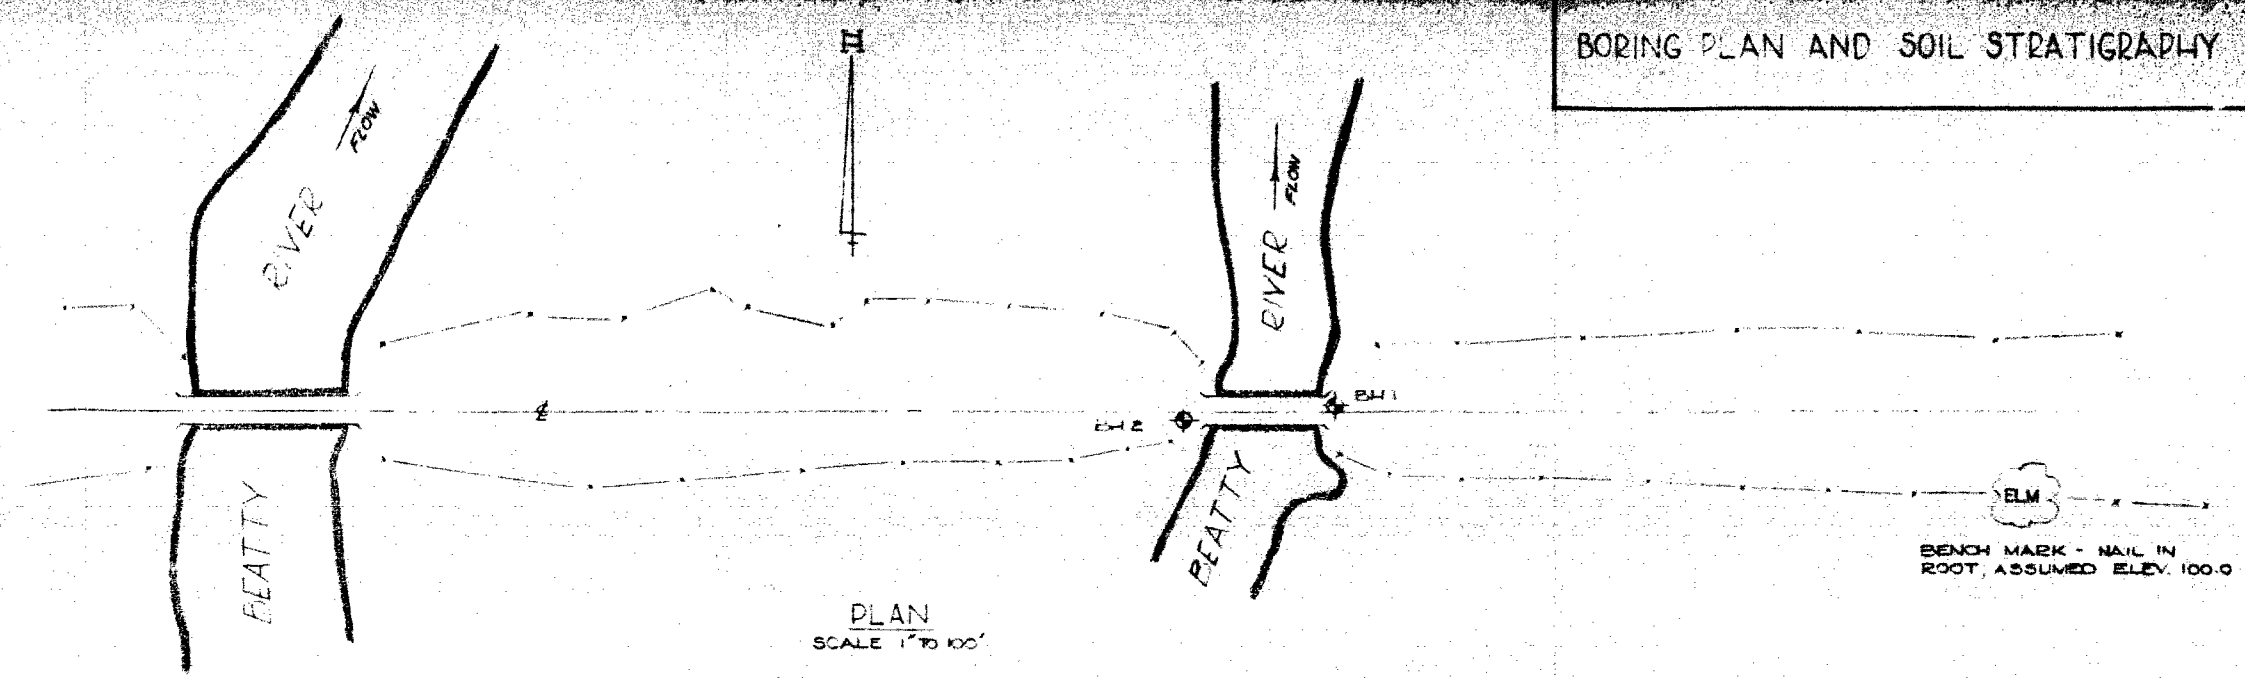 BORING PLAN AND SOIL STRATIGRAPHY
FLOW
RIVER
FLOW
RIVER
BH 1
BH 2
BEATTY
BEATTY
ELM
BENCH MARK - NAIL IN
ROOT, ASSUMED ELEV. 100.0
PLAN
SCALE 1" TO 100'